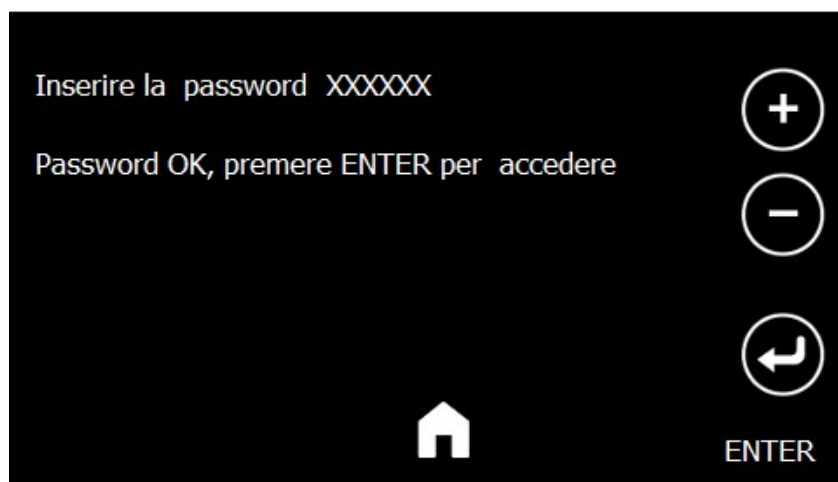 Inserire la password XXXXXX
Password OK, premere ENTER per accedere
ENTER